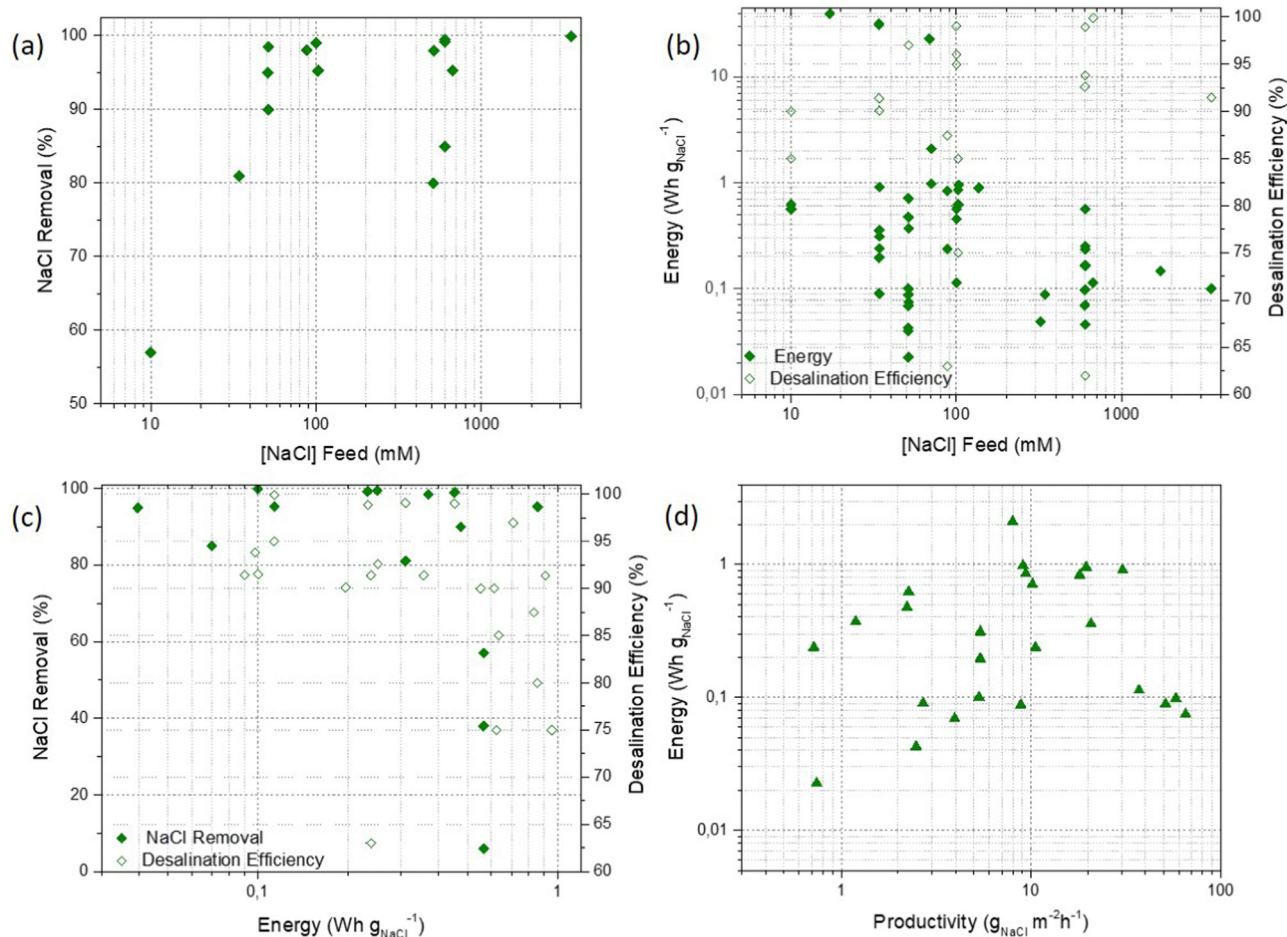 (a)
100
90
80
70
60
50
NaCl Removal (%)
10
100
1000
[NaCl] Feed (mM)
(b)
10
1
0,1
0,01
Energy (Wh gNaCl-1)
100
95
90
85
80
75
70
65
60
Desalination Efficiency (%)
Energy
Desalination Efficiency
10
100
1000
[NaCl] Feed (mM)
(c)
100
80
60
40
20
0
NaCl Removal (%)
100
95
90
85
80
75
70
65
60
Desalination Efficiency (%)
NaCl Removal
Desalination Efficiency
0,1
1
Energy (Wh gNaCl-1)
(d)
1
0,1
0,01
Energy (Wh gNaCl-1)
1
10
100
Productivity (gNaCl m-2h-1)